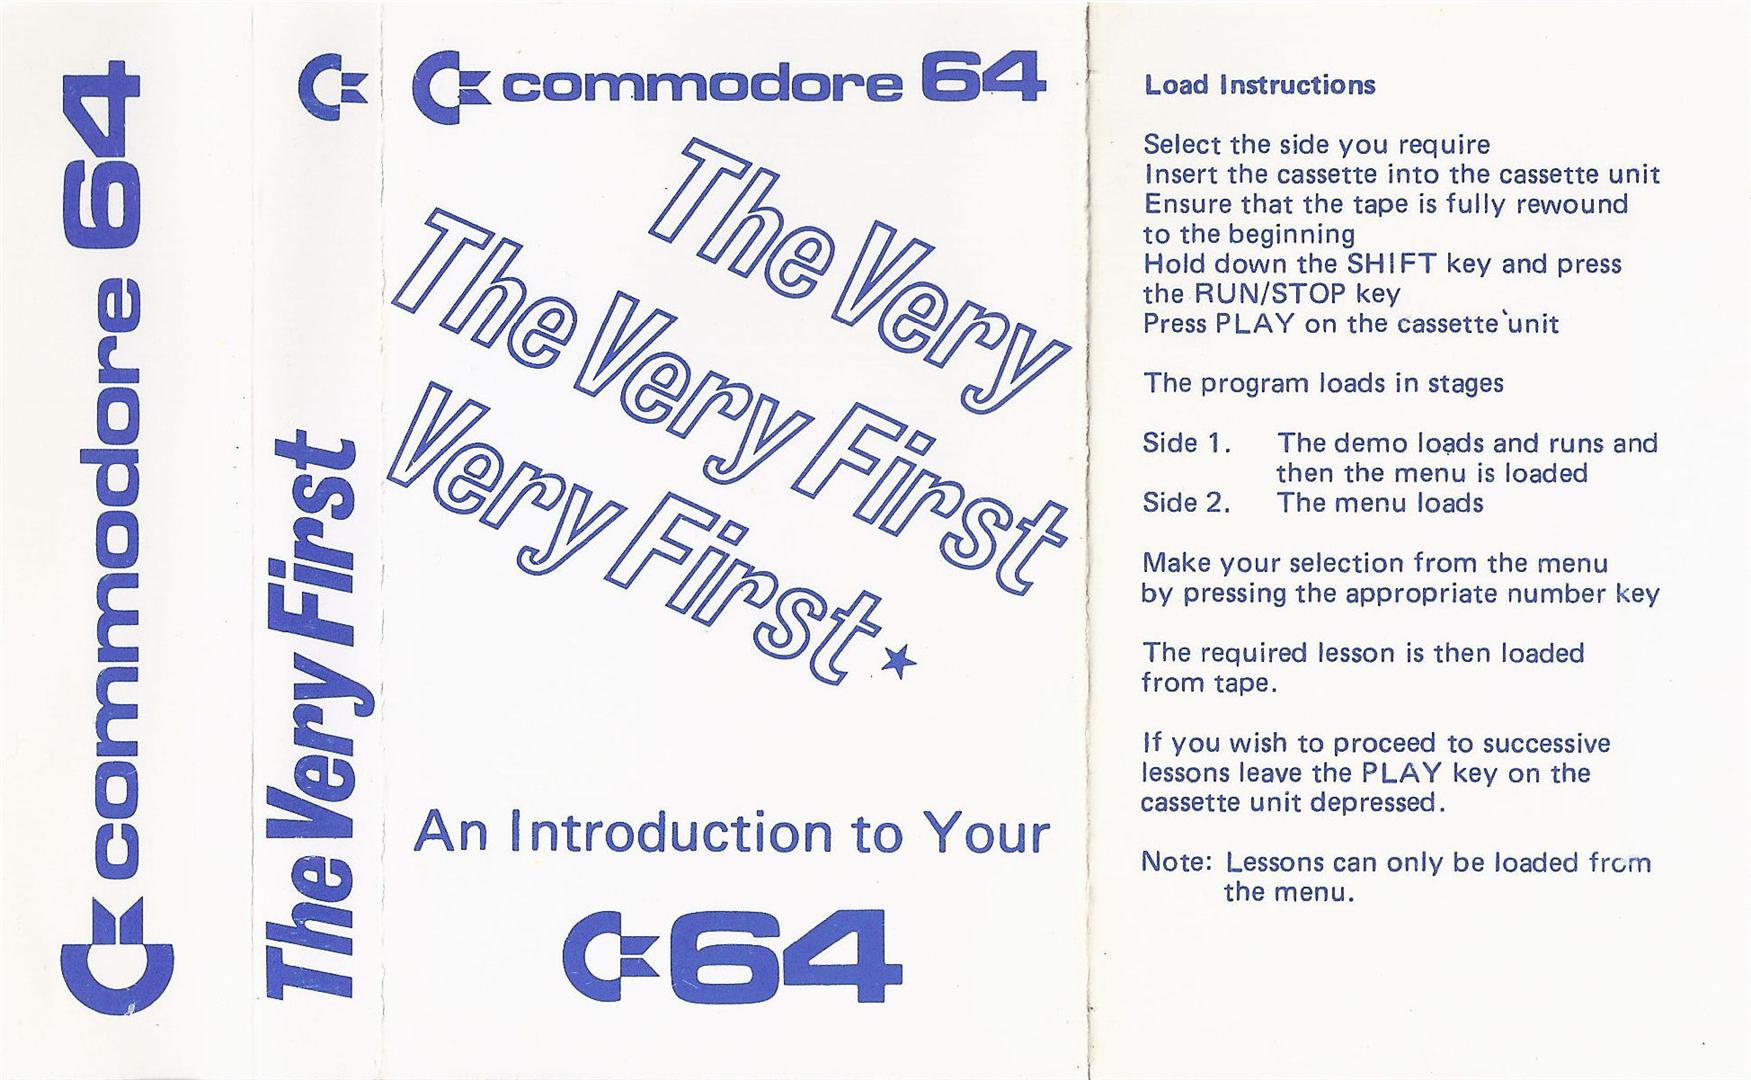 commodore 64
The Very First
commodore 64
The Very
The Very First
Very First
An Introduction to Your
64
Load Instructions
Select the side you require
Insert the cassette into the cassette unit
Ensure that the tape is fully rewound
to the beginning
Hold down the SHIFT key and press
the RUN/STOP key
Press PLAY on the cassette unit
The program loads in stages
Side 1. The demo loads and runs and
then the menu is loaded
Side 2. The menu loads
Make your selection from the menu
by pressing the appropriate number key
The required lesson is then loaded
from tape.
If you wish to proceed to successive
lessons leave the PLAY key on the
cassette unit depressed.
Note: Lessons can only be loaded from
the menu.